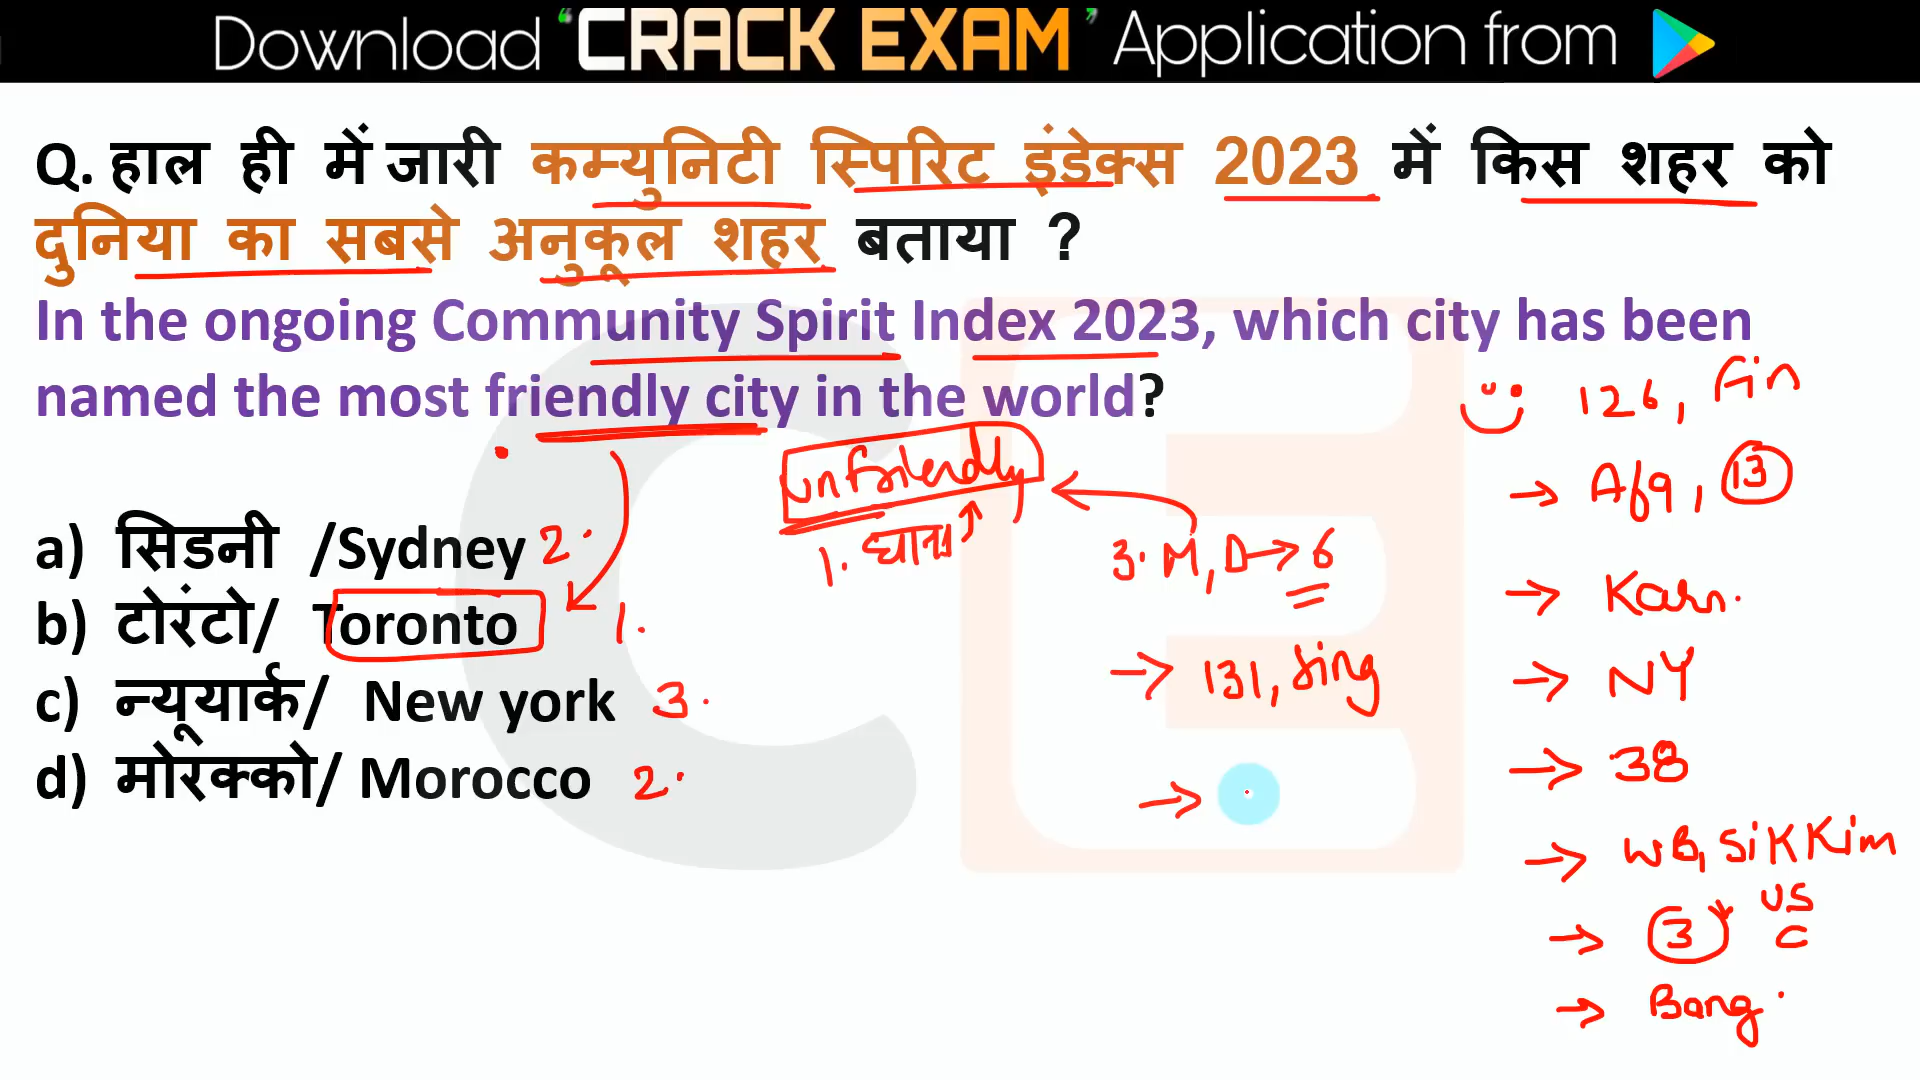 Download "CRACK EXAM" Application from
Q. हाल ही में जारी कम्युनिटी स्पिरिट इंडेक्स 2023 में किस शहर को
दुनिया का सबसे अनुकूल शहर बताया ?
In the ongoing Community Spirit Index 2023, which city has been
named the most friendly city in the world?
126, Fin
unfriendly
→ Afg, 13
a) सिडनी /Sydney 2.
1. घाना
3. M, D → 6
b) टोरंटो/ Toronto 1.
→ Karn.
c) न्यूयार्क/ New york 3.
→ 131, Sing
→ NY
d) मोरक्को/ Morocco 2.
→
→ 38
→ WB, SiKKim
→ 3 US
C
→ Bang.